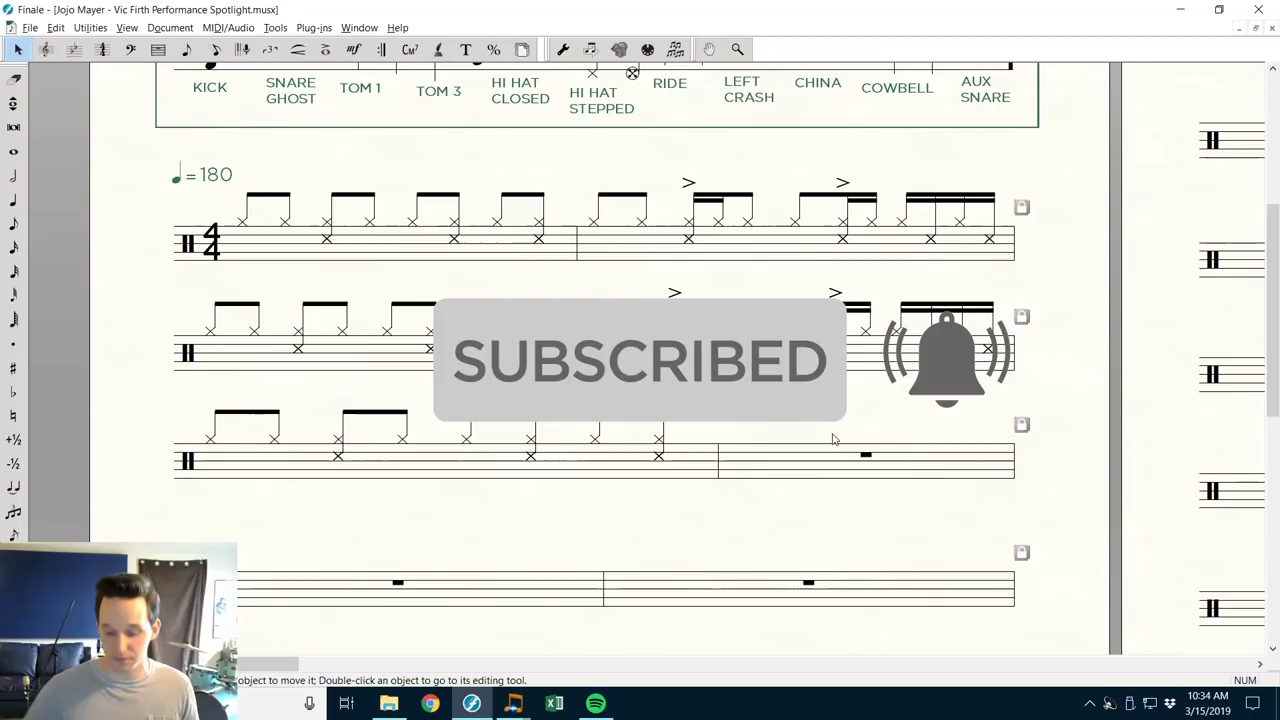 Finale - [Jojo Mayer - Vic Firth Performance Spotlight.musx]
File Edit Utilities View Document MIDI/Audio Tools Plug-ins Window Help
KICK
SNARE
GHOST
TOM 1
TOM 3
HI HAT
CLOSED
HI HAT
STEPPED
RIDE
LEFT
CRASH
CHINA
COWBELL
AUX
SNARE
= 180
4
4
SUBSCRIBED
object to move it; Double-click an object to go to its editing tool.
NUM
10:34 AM
3/15/2019